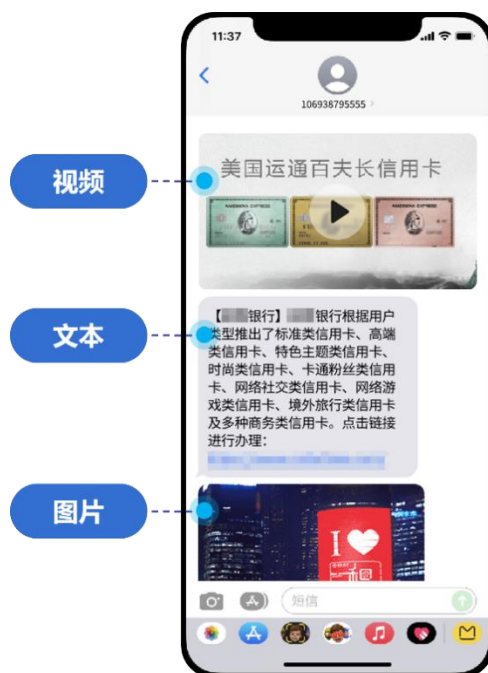 11:37
106938795555
视频
美国运通百夫长信用卡
AMERICAN EXPRESS
文本
【 银行】 银行根据用户
类型推出了标准类信用卡、高端
类信用卡、特色主题类信用卡、
时尚类信用卡、卡通粉丝类信用
卡、网络社交类信用卡、网络游
戏类信用卡、境外旅行类信用卡
及多种商务类信用卡。点击链接
进行办理：
图片
I
短信